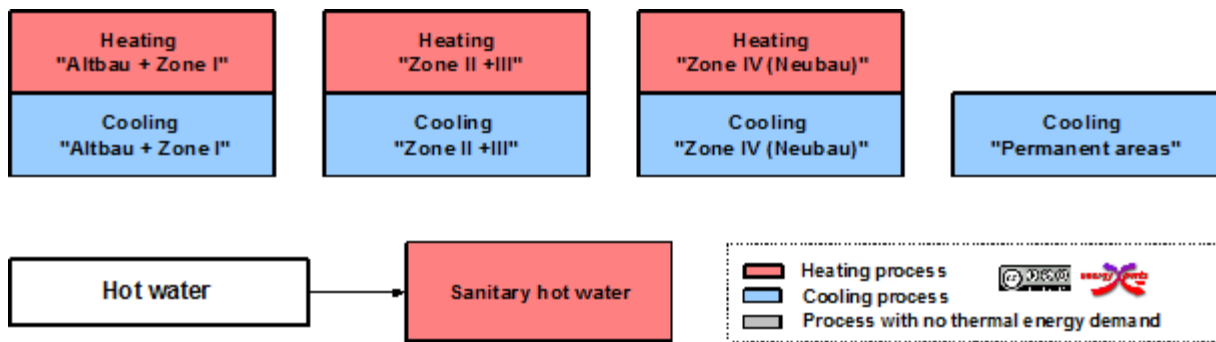 Heating
"Altbau + Zone I"
Heating
"Zone II +III"
Heating
"Zone IV (Neubau)"
Cooling
"Altbau + Zone I"
Cooling
"Zone II +III"
Cooling
"Zone IV (Neubau)"
Cooling
"Permanent areas"
Hot water
Sanitary hot water
Heating process
Cooling process
Process with no thermal energy demand
cc